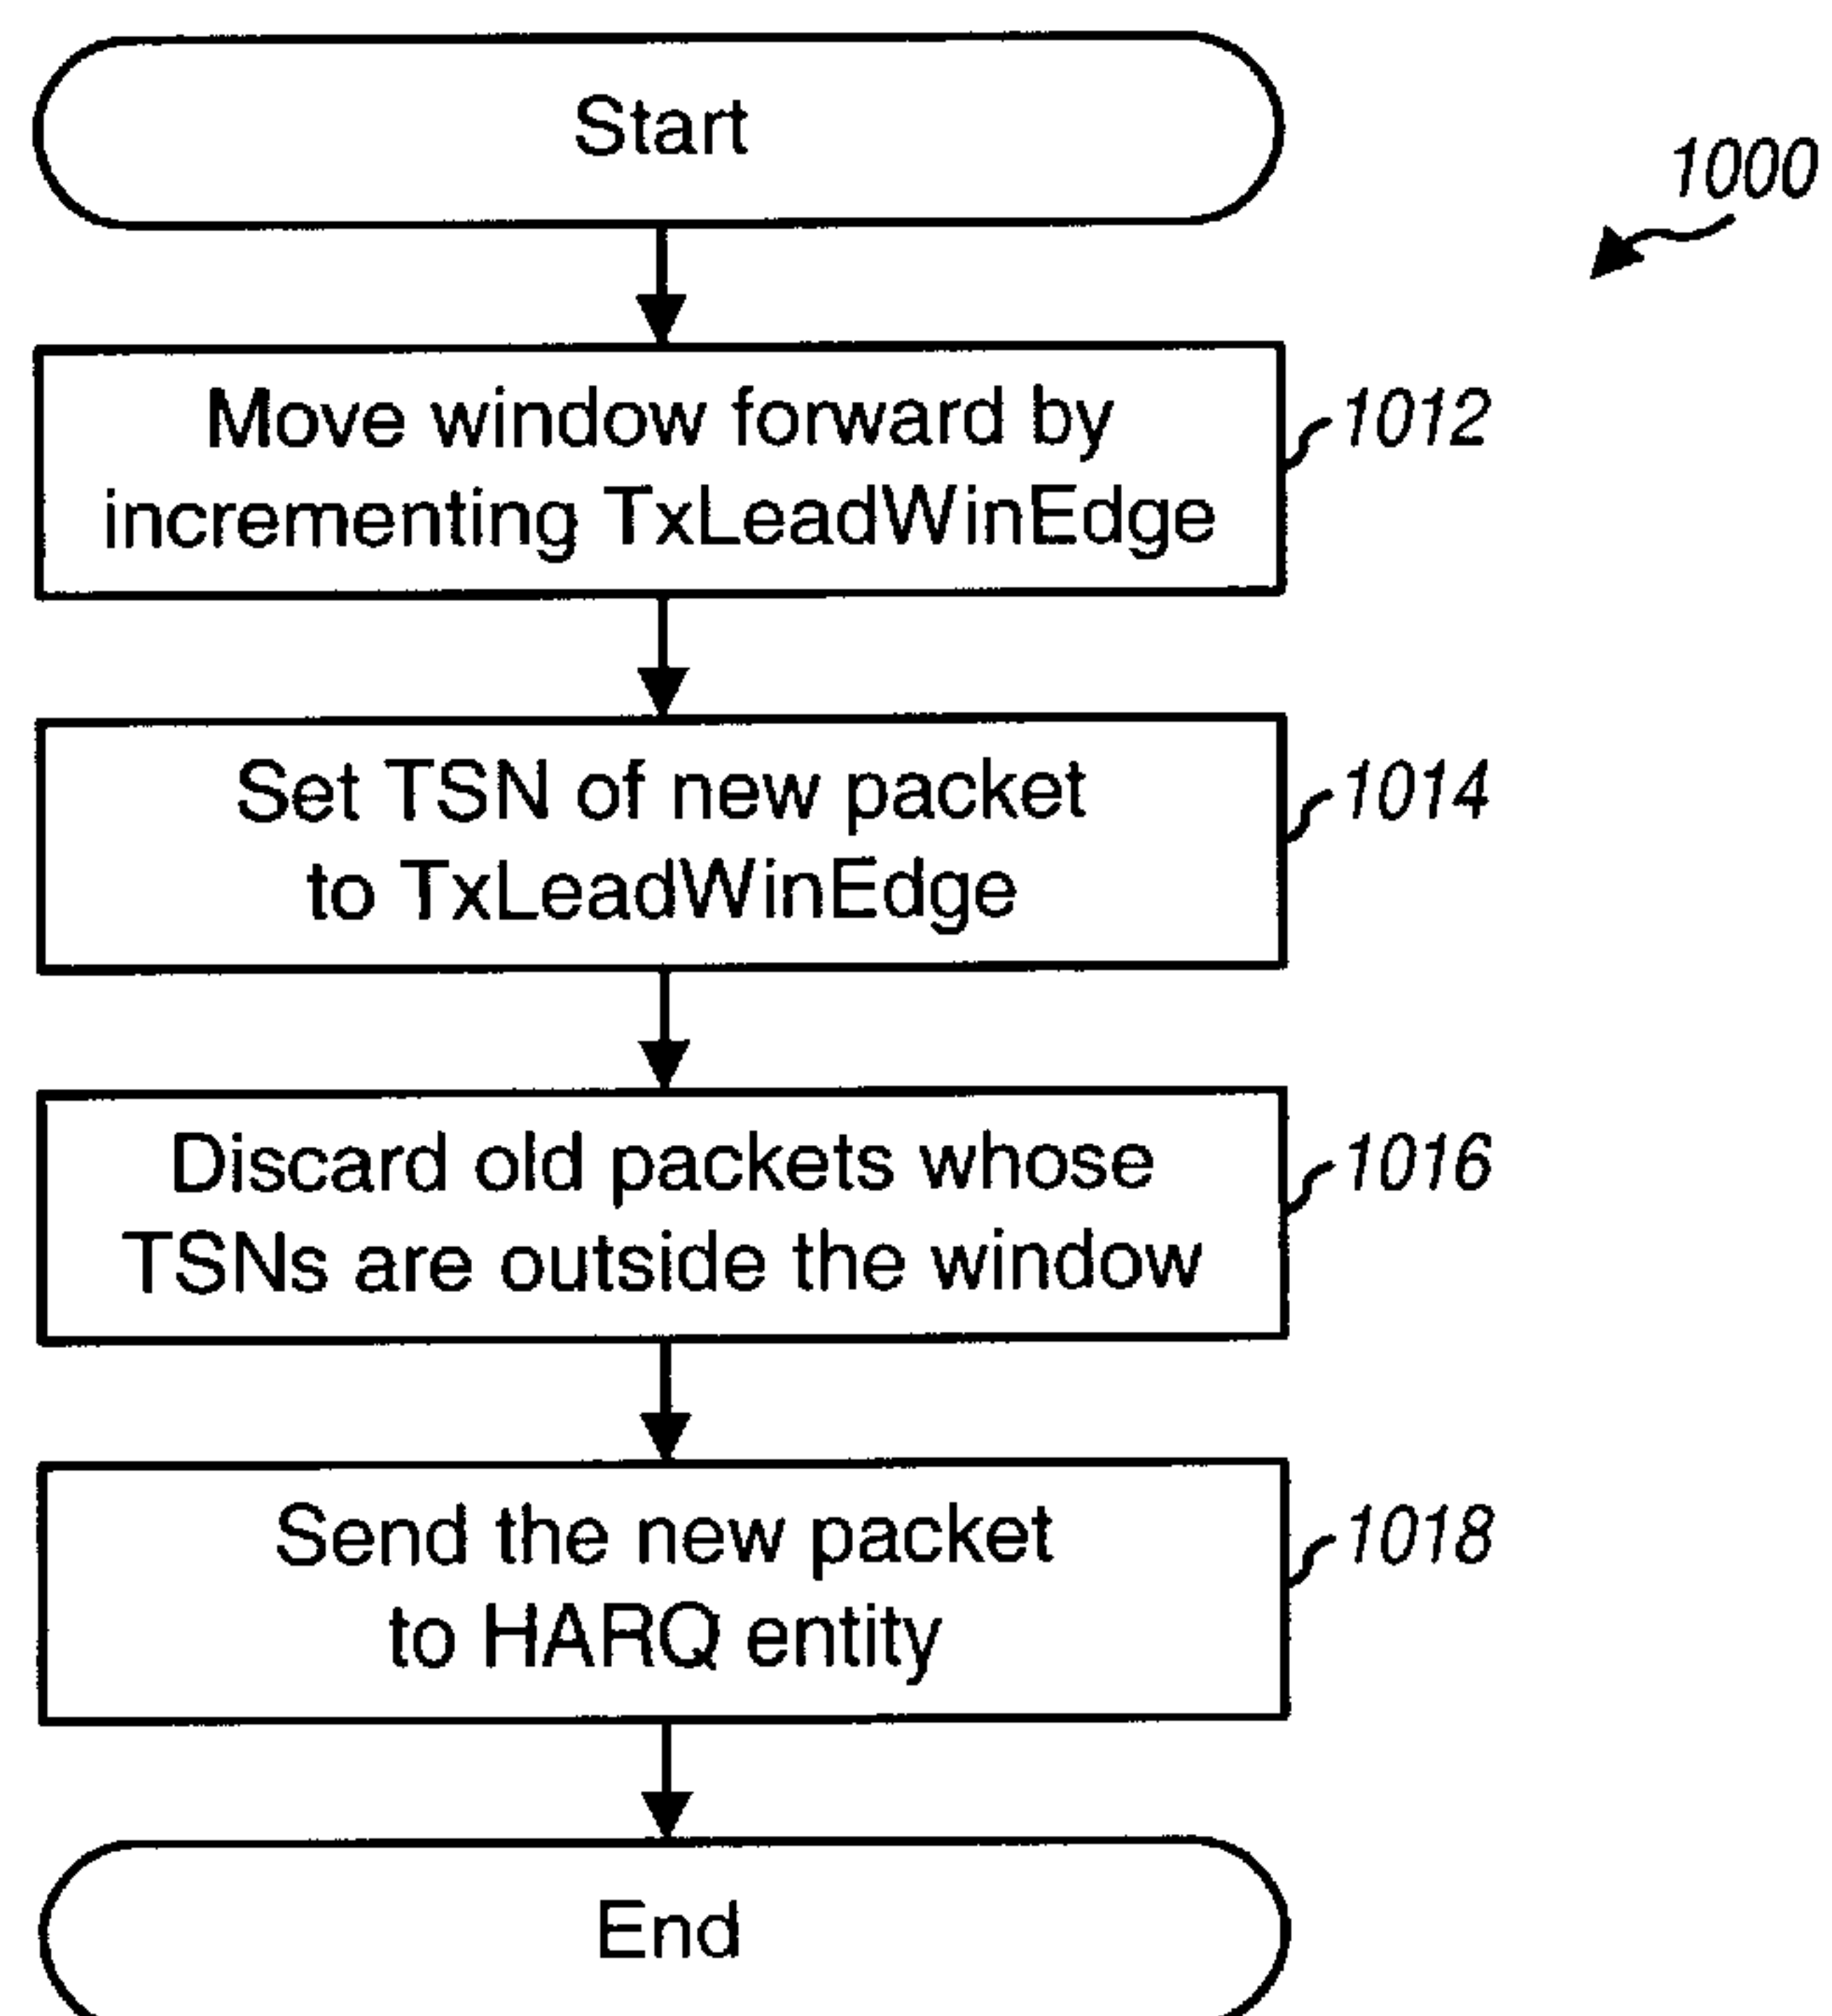 Start
1000
Move window forward by
incrementing TxLeadWinEdge
1012
Set TSN of new packet
to TxLeadWinEdge
1014
Discard old packets whose
TSNs are outside the window
1016
Send the new packet
to HARQ entity
1018
End